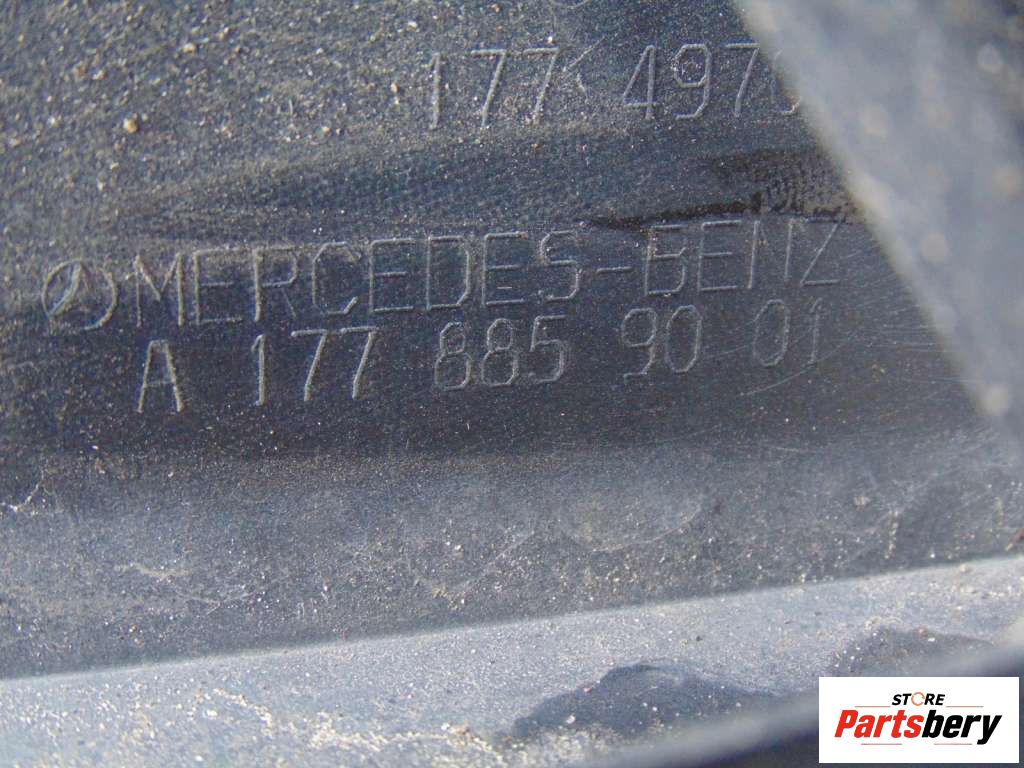 177 497
MERCEDES-BENZ
A 177 885 90 01
STORE
Partsbery